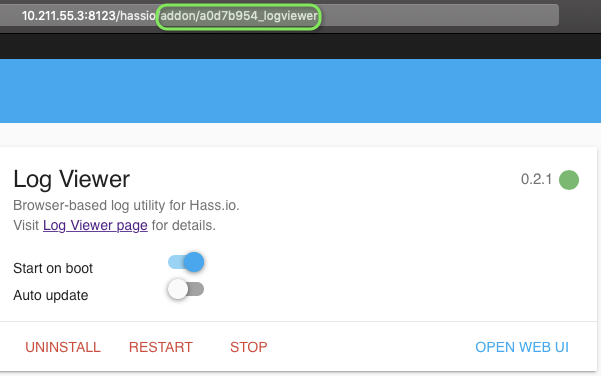 10.211.55.3:8123/hassio/addon/a0d7b954_logviewer
Log Viewer
0.2.1
Browser-based log utility for Hass.io.
Visit Log Viewer page for details.
Start on boot
Auto update
UNINSTALL RESTART STOP OPEN WEB UI